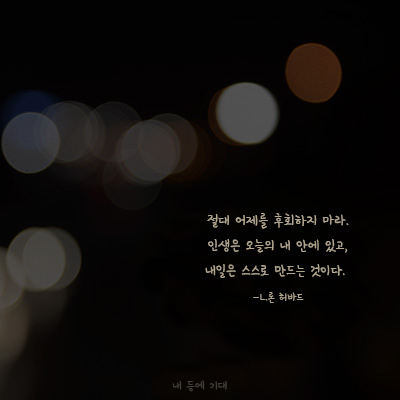 절대 어제를 후회하지 마라.
인생은 오늘의 내 안에 있고,
내일은 스스로 만드는 것이다.
-L.론 허바드
내 등에 기대